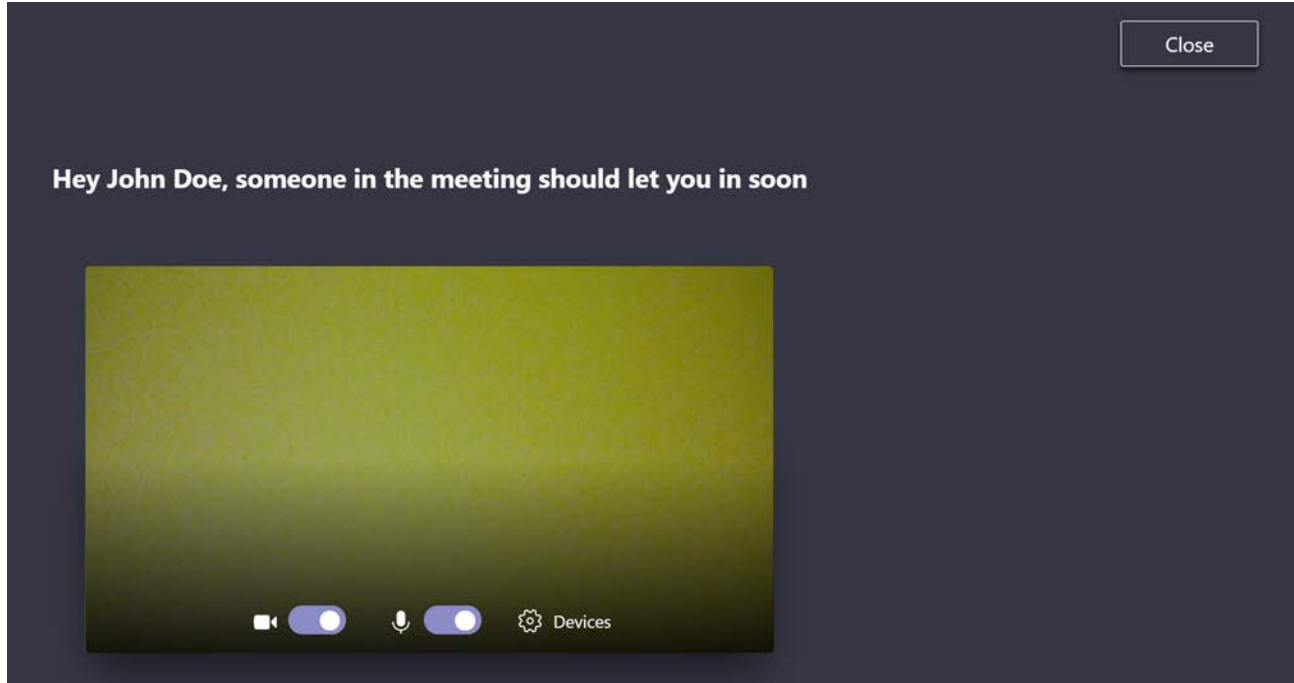 Close
Hey John Doe, someone in the meeting should let you in soon
Devices